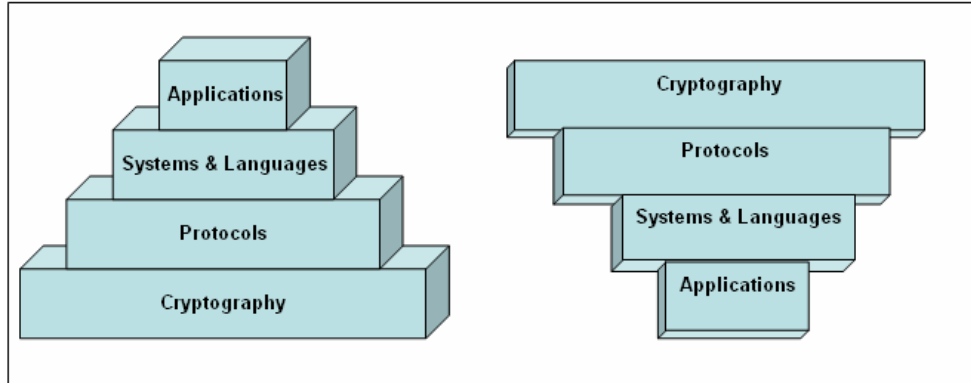 Applications
Systems & Languages
Protocols
Cryptography
Cryptography
Protocols
Systems & Languages
Applications